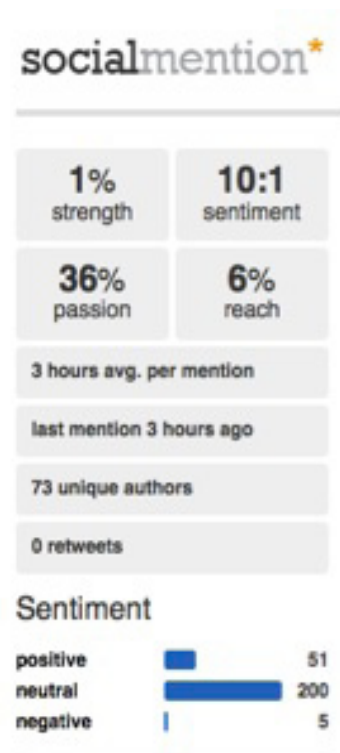 socialmention*
1% 10:1
strength sentiment
36% 6%
passion reach
3 hours avg. per mention
last mention 3 hours ago
73 unique authors
0 retweets
Sentiment
positive 51
neutral 200
negative 5